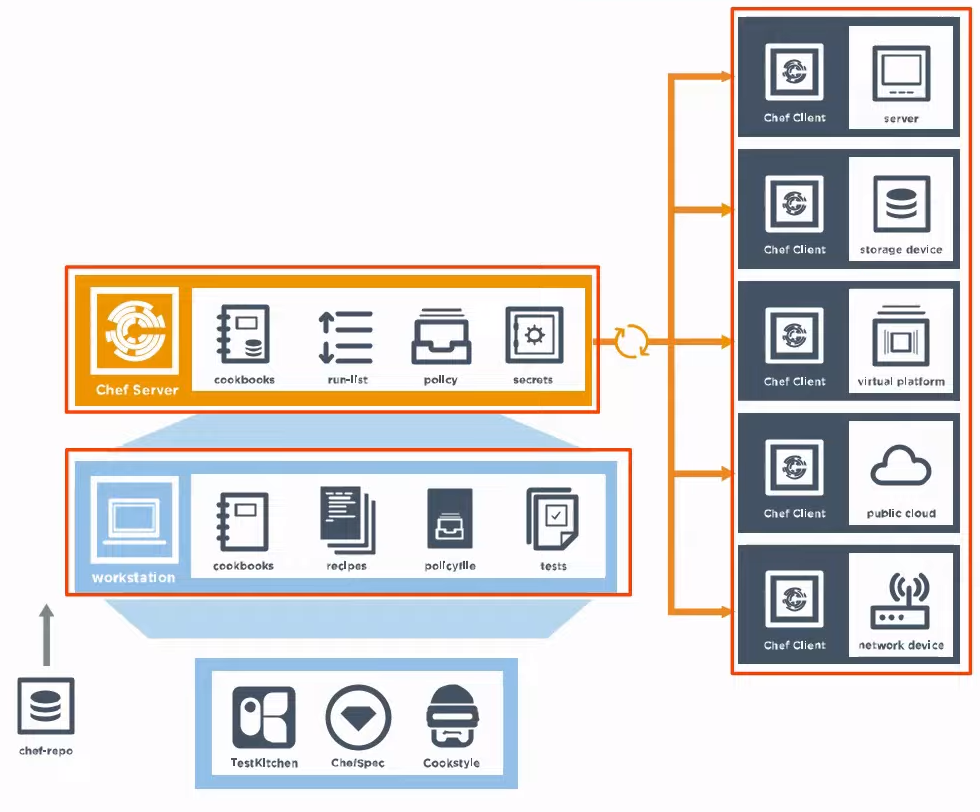 Chef Client
server
Chef Client
storage device
Chef Client
virtual platform
Chef Client
public cloud
Chef Client
network device
Chef Server
cookbooks
run-list
policy
secrets
workstation
cookbooks
recipes
policyfile
tests
chef-repo
TestKitchen
ChefSpec
Cookstyle